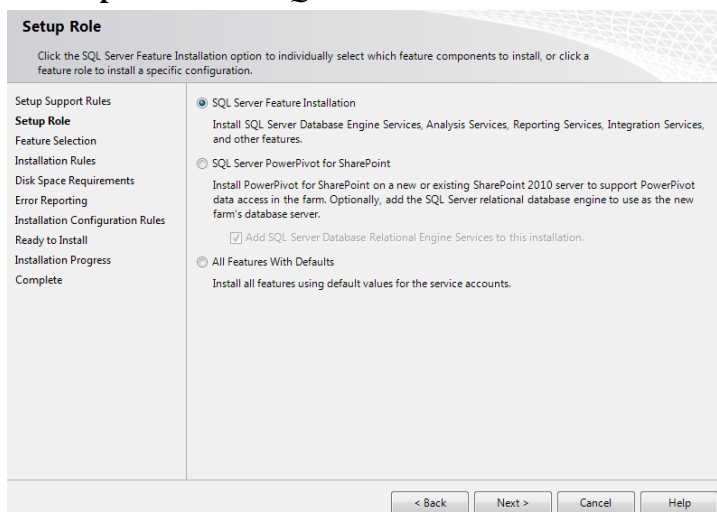 Setup Role
Click the SQL Server Feature Installation option to individually select which feature components to install, or click a
feature role to install a specific configuration.
Setup Support Rules
Setup Role
Feature Selection
Installation Rules
Disk Space Requirements
Error Reporting
Installation Configuration Rules
Ready to Install
Installation Progress
Complete
SQL Server Feature Installation
Install SQL Server Database Engine Services, Analysis Services, Reporting Services, Integration Services,
and other features.
SQL Server PowerPivot for SharePoint
Install PowerPivot for SharePoint on a new or existing SharePoint 2010 server to support PowerPivot
data access in the farm. Optionally, add the SQL Server relational database engine to use as the new
farm's database server.
Add SQL Server Database Relational Engine Services to this installation.
All Features With Defaults
Install all features using default values for the service accounts.
< Back
Next >
Cancel
Help